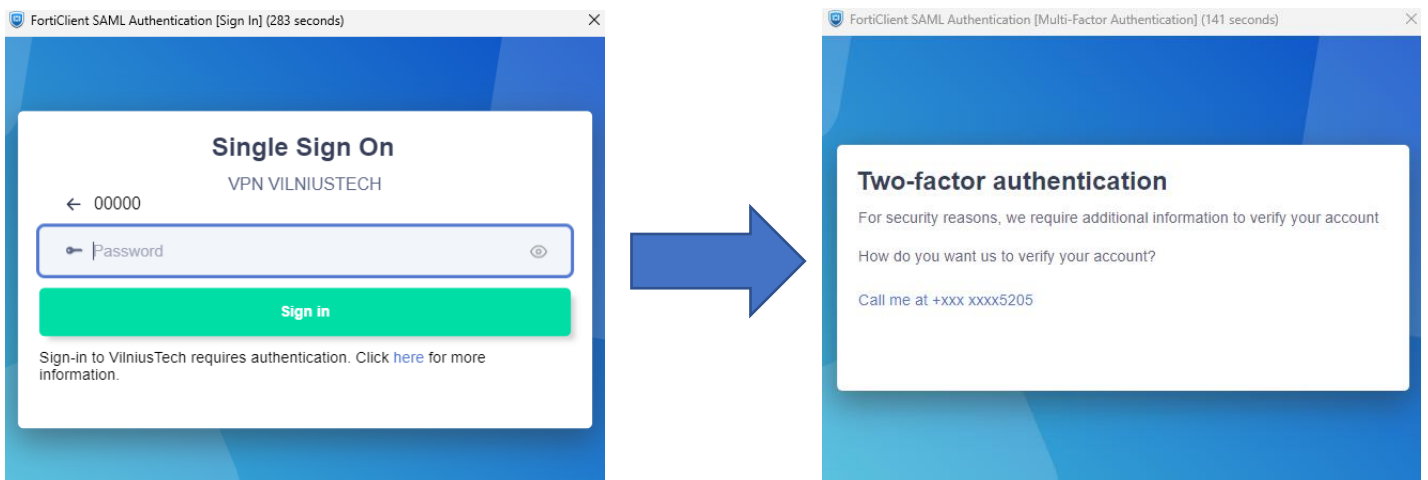 FortiClient SAML Authentication [Sign In] (283 seconds)
Single Sign On
VPN VILNIUSTECH
00000
Password
Sign in
Sign-in to VilniusTech requires authentication. Click here for more
information.
FortiClient SAML Authentication [Multi-Factor Authentication] (141 seconds)
Two-factor authentication
For security reasons, we require additional information to verify your account
How do you want us to verify your account?
Call me at +xxx xxxx5205